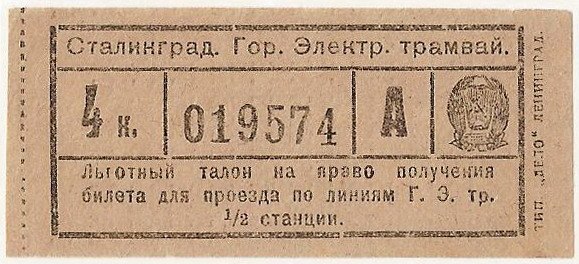 Сталинград. Гор. Электр. трамвай.
4 к. 019574 А
Льготный талон на право получения
билета для проезда по линиям Г. Э. тр.
1/2 станции.
ТИП. „ЛЕТО“ ЛЕНИНГРАД.